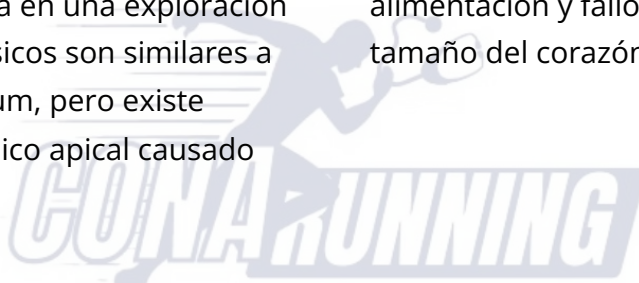 a en una exploración
sicos son similares a
um, pero existe
ico apical causado
alimentación y fallo
tamaño del corazón
CONARUNNING